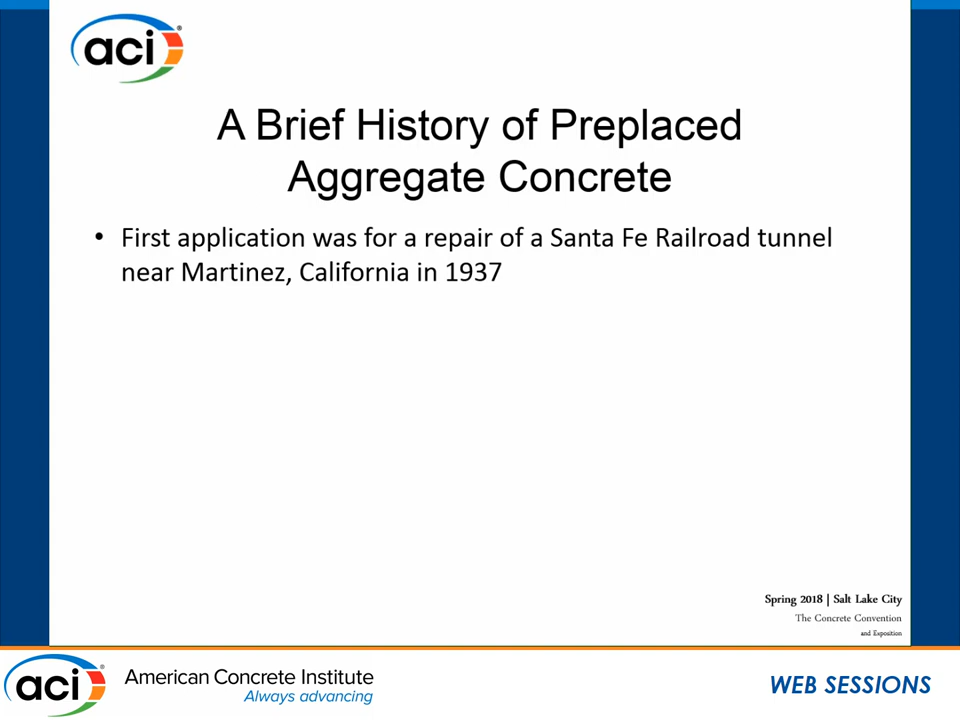 aci
A Brief History of Preplaced
Aggregate Concrete
• First application was for a repair of a Santa Fe Railroad tunnel
near Martinez, California in 1937
Spring 2018 | Salt Lake City
The Concrete Convention
and Exposition
aci
American Concrete Institute
Always advancing
WEB SESSIONS